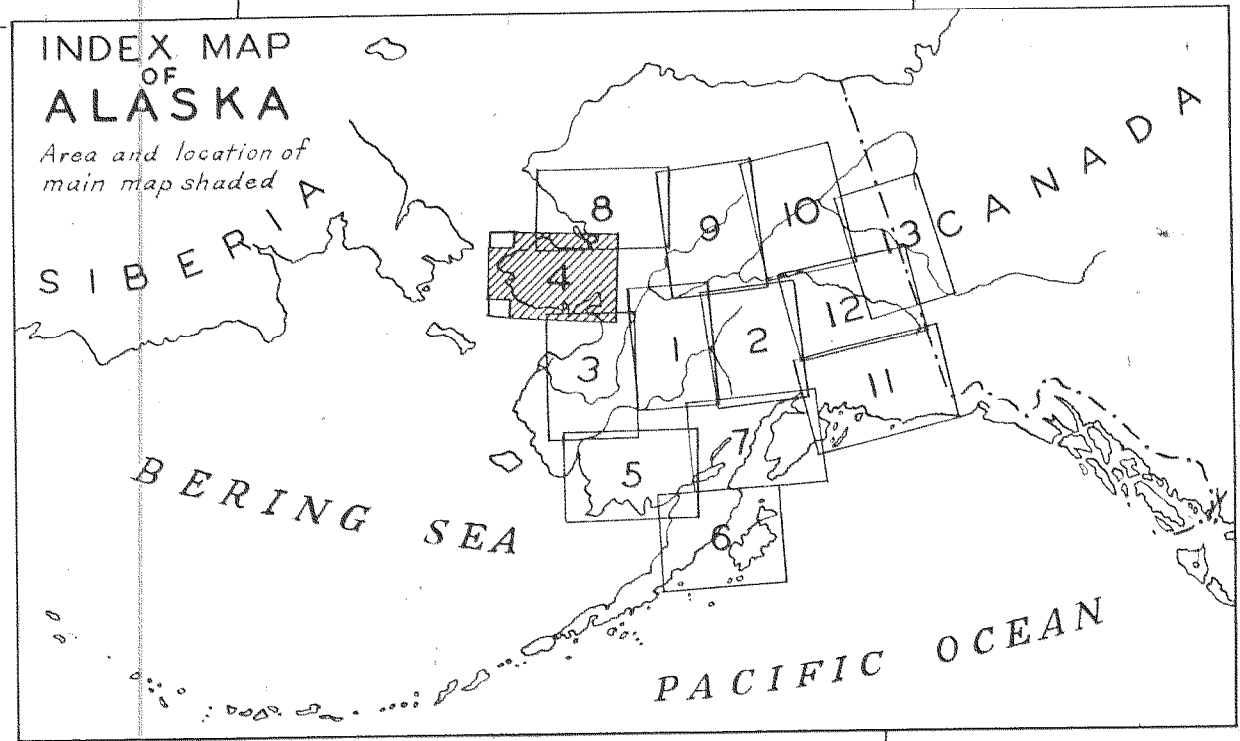 INDEX MAP
OF
ALASKA
Area and location of
main map shaded
SIBERIA
CANADA
8
9
10
13
4
12
3
1
2
11
7
5
6
BERING SEA
PACIFIC OCEAN